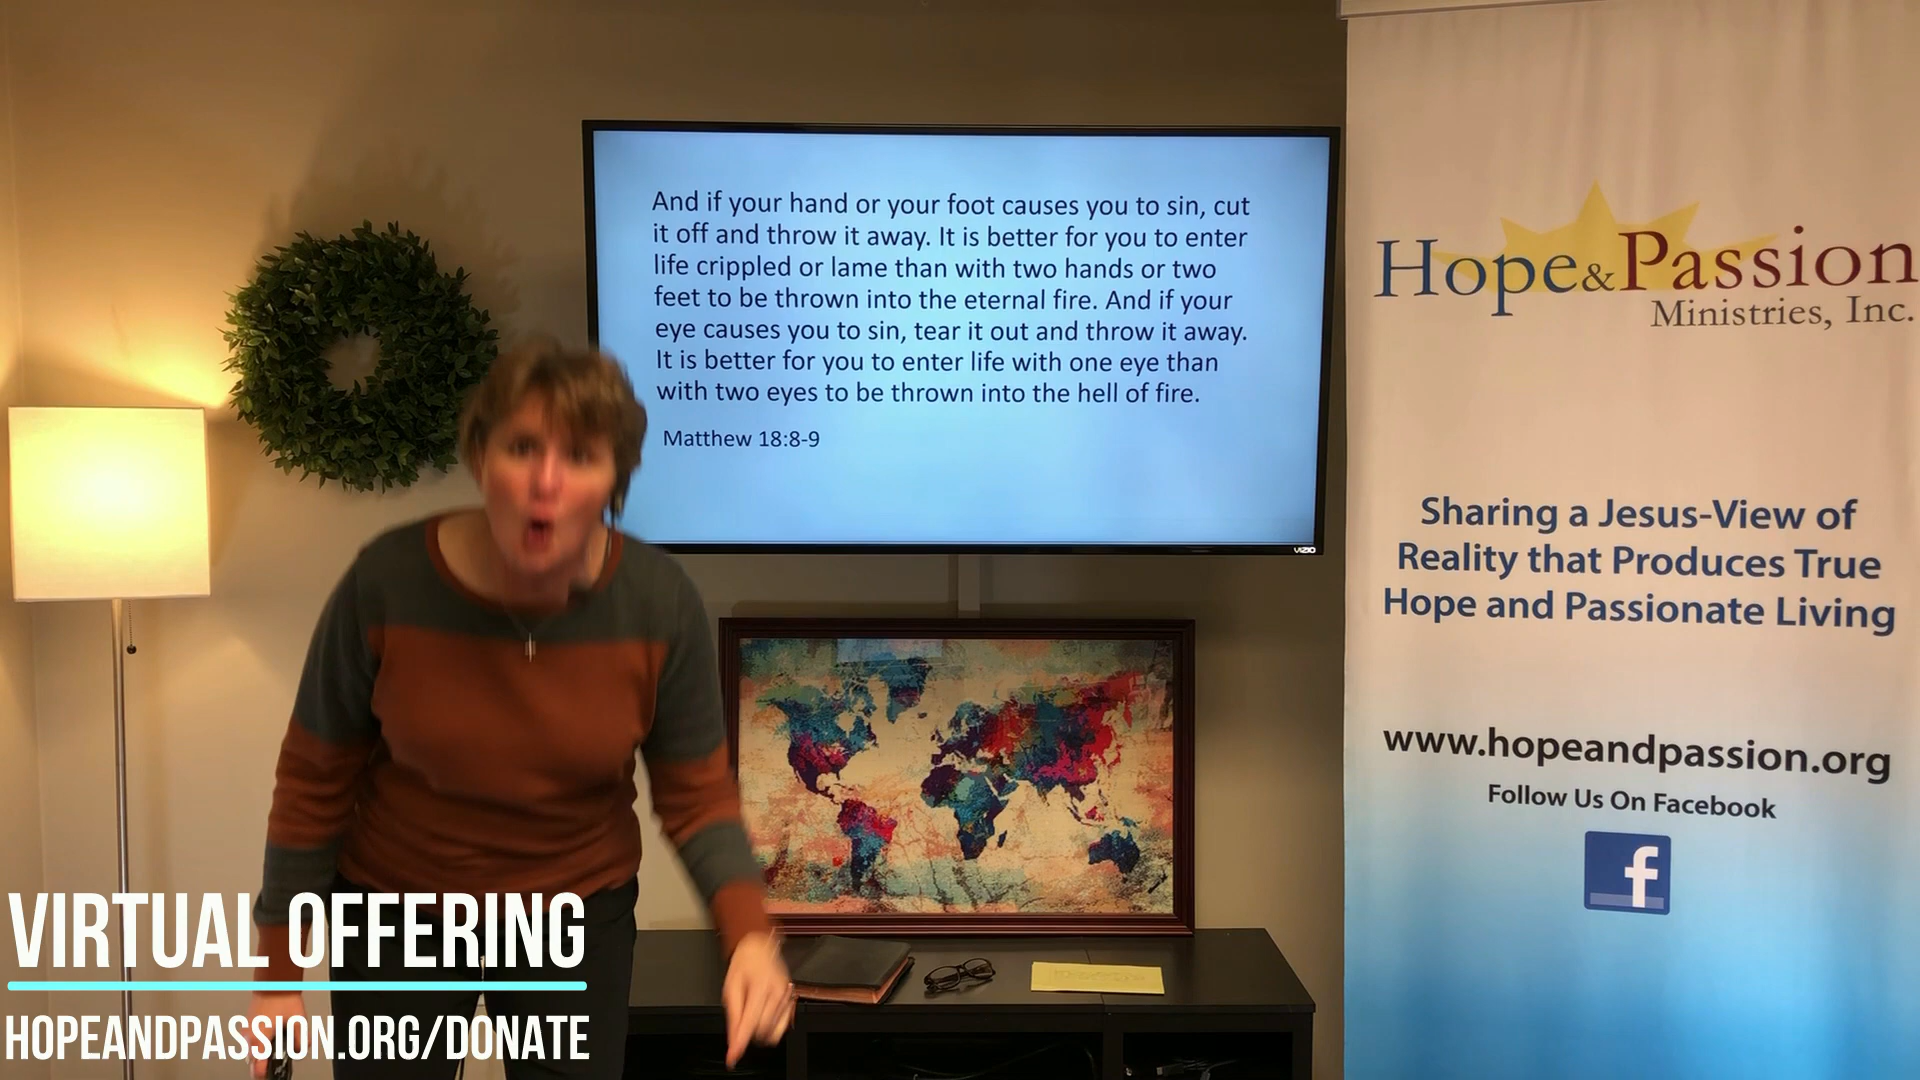 And if your hand or your foot causes you to sin, cut
it off and throw it away. It is better for you to enter
life crippled or lame than with two hands or two
feet to be thrown into the eternal fire. And if your
eye causes you to sin, tear it out and throw it away.
It is better for you to enter life with one eye than
with two eyes to be thrown into the hell of fire.
Matthew 18:8-9
VIZIO
Hope&Passion
Ministries, Inc.
Sharing a Jesus-View of
Reality that Produces True
Hope and Passionate Living
www.hopeandpassion.org
Follow Us On Facebook
f
VIRTUAL OFFERING
HOPEANDPASSION.ORG/DONATE